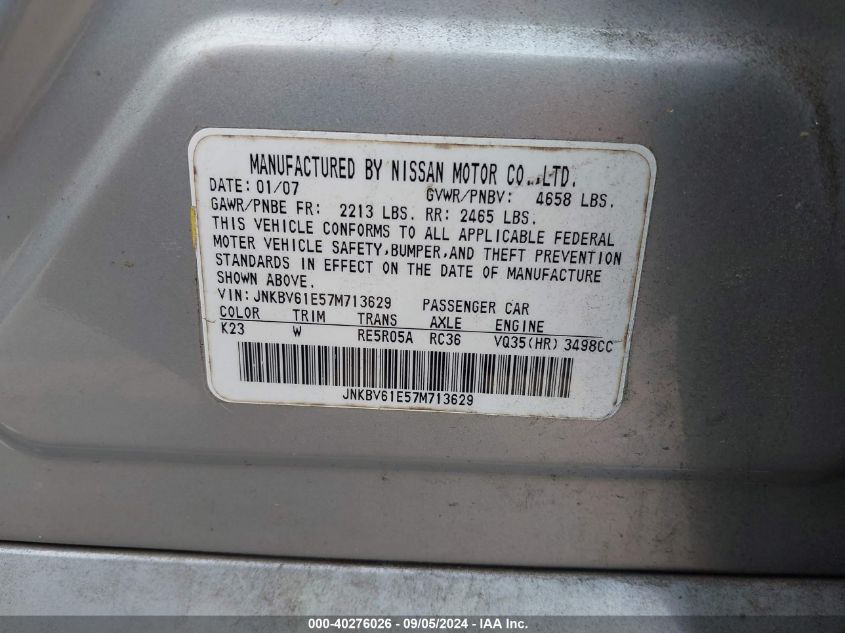 MANUFACTURED BY NISSAN MOTOR CO.,LTD.
DATE: 01/07 GVWR/PNBV: 4658 LBS.
GAWR/PNBE FR: 2213 LBS. RR: 2465 LBS.
THIS VEHICLE CONFORMS TO ALL APPLICABLE FEDERAL
MOTER VEHICLE SAFETY,BUMPER,AND THEFT PREVENTION
STANDARDS IN EFFECT ON THE DATE OF MANUFACTURE
SHOWN ABOVE.
VIN: JNKBV61E57M713629 PASSENGER CAR
COLOR TRIM TRANS AXLE ENGINE
K23 W RE5R05A RC36 VQ35(HR) 3498CC
JNKBV61E57M713629
000-40276026 - 09/05/2024 - IAA Inc.